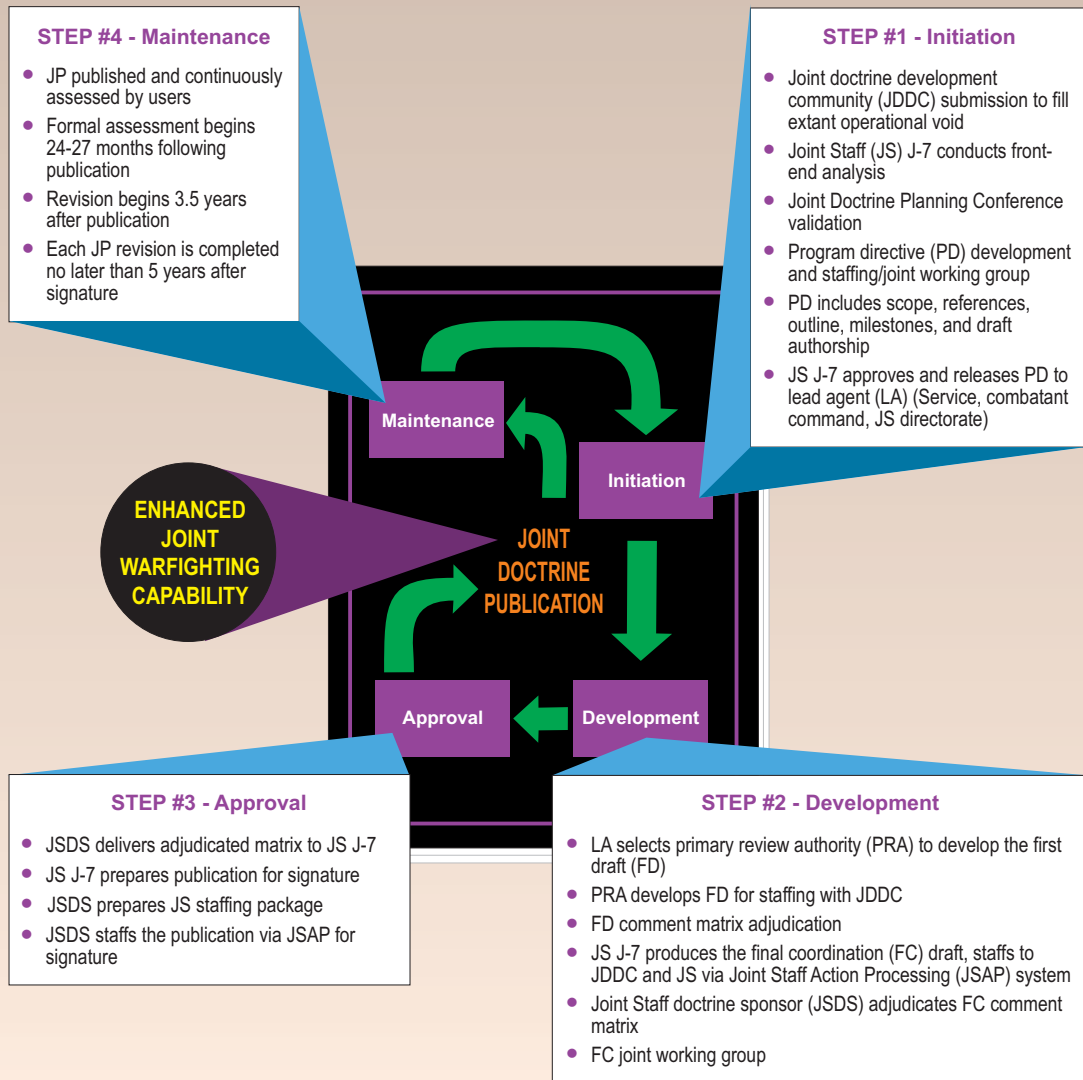 STEP #4 - Maintenance
• JP published and continuously
assessed by users
• Formal assessment begins
24-27 months following
publication
• Revision begins 3.5 years
after publication
• Each JP revision is completed
no later than 5 years after
signature
STEP #1 - Initiation
• Joint doctrine development
community (JDDC) submission to fill
extant operational void
• Joint Staff (JS) J-7 conducts front-
end analysis
• Joint Doctrine Planning Conference
validation
• Program directive (PD) development
and staffing/joint working group
• PD includes scope, references,
outline, milestones, and draft
authorship
• JS J-7 approves and releases PD to
lead agent (LA) (Service, combatant
command, JS directorate)
Maintenance
Initiation
ENHANCED
JOINT
WARFIGHTING
CAPABILITY
JOINT
DOCTRINE
PUBLICATION
Approval
Development
STEP #3 - Approval
• JSDS delivers adjudicated matrix to JS J-7
• JS J-7 prepares publication for signature
• JSDS prepares JS staffing package
• JSDS staffs the publication via JSAP for
signature
STEP #2 - Development
• LA selects primary review authority (PRA) to develop the first
draft (FD)
• PRA develops FD for staffing with JDDC
• FD comment matrix adjudication
• JS J-7 produces the final coordination (FC) draft, staffs to
JDDC and JS via Joint Staff Action Processing (JSAP) system
• Joint Staff doctrine sponsor (JSDS) adjudicates FC comment
matrix
• FC joint working group